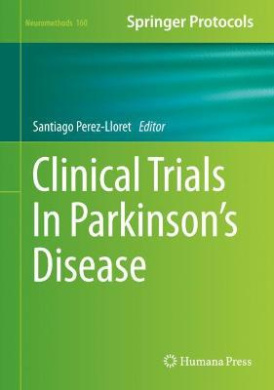 Neuromethods 160
Springer Protocols
Santiago Perez-Lloret Editor
Clinical Trials
In Parkinson's
Disease
Humana Press